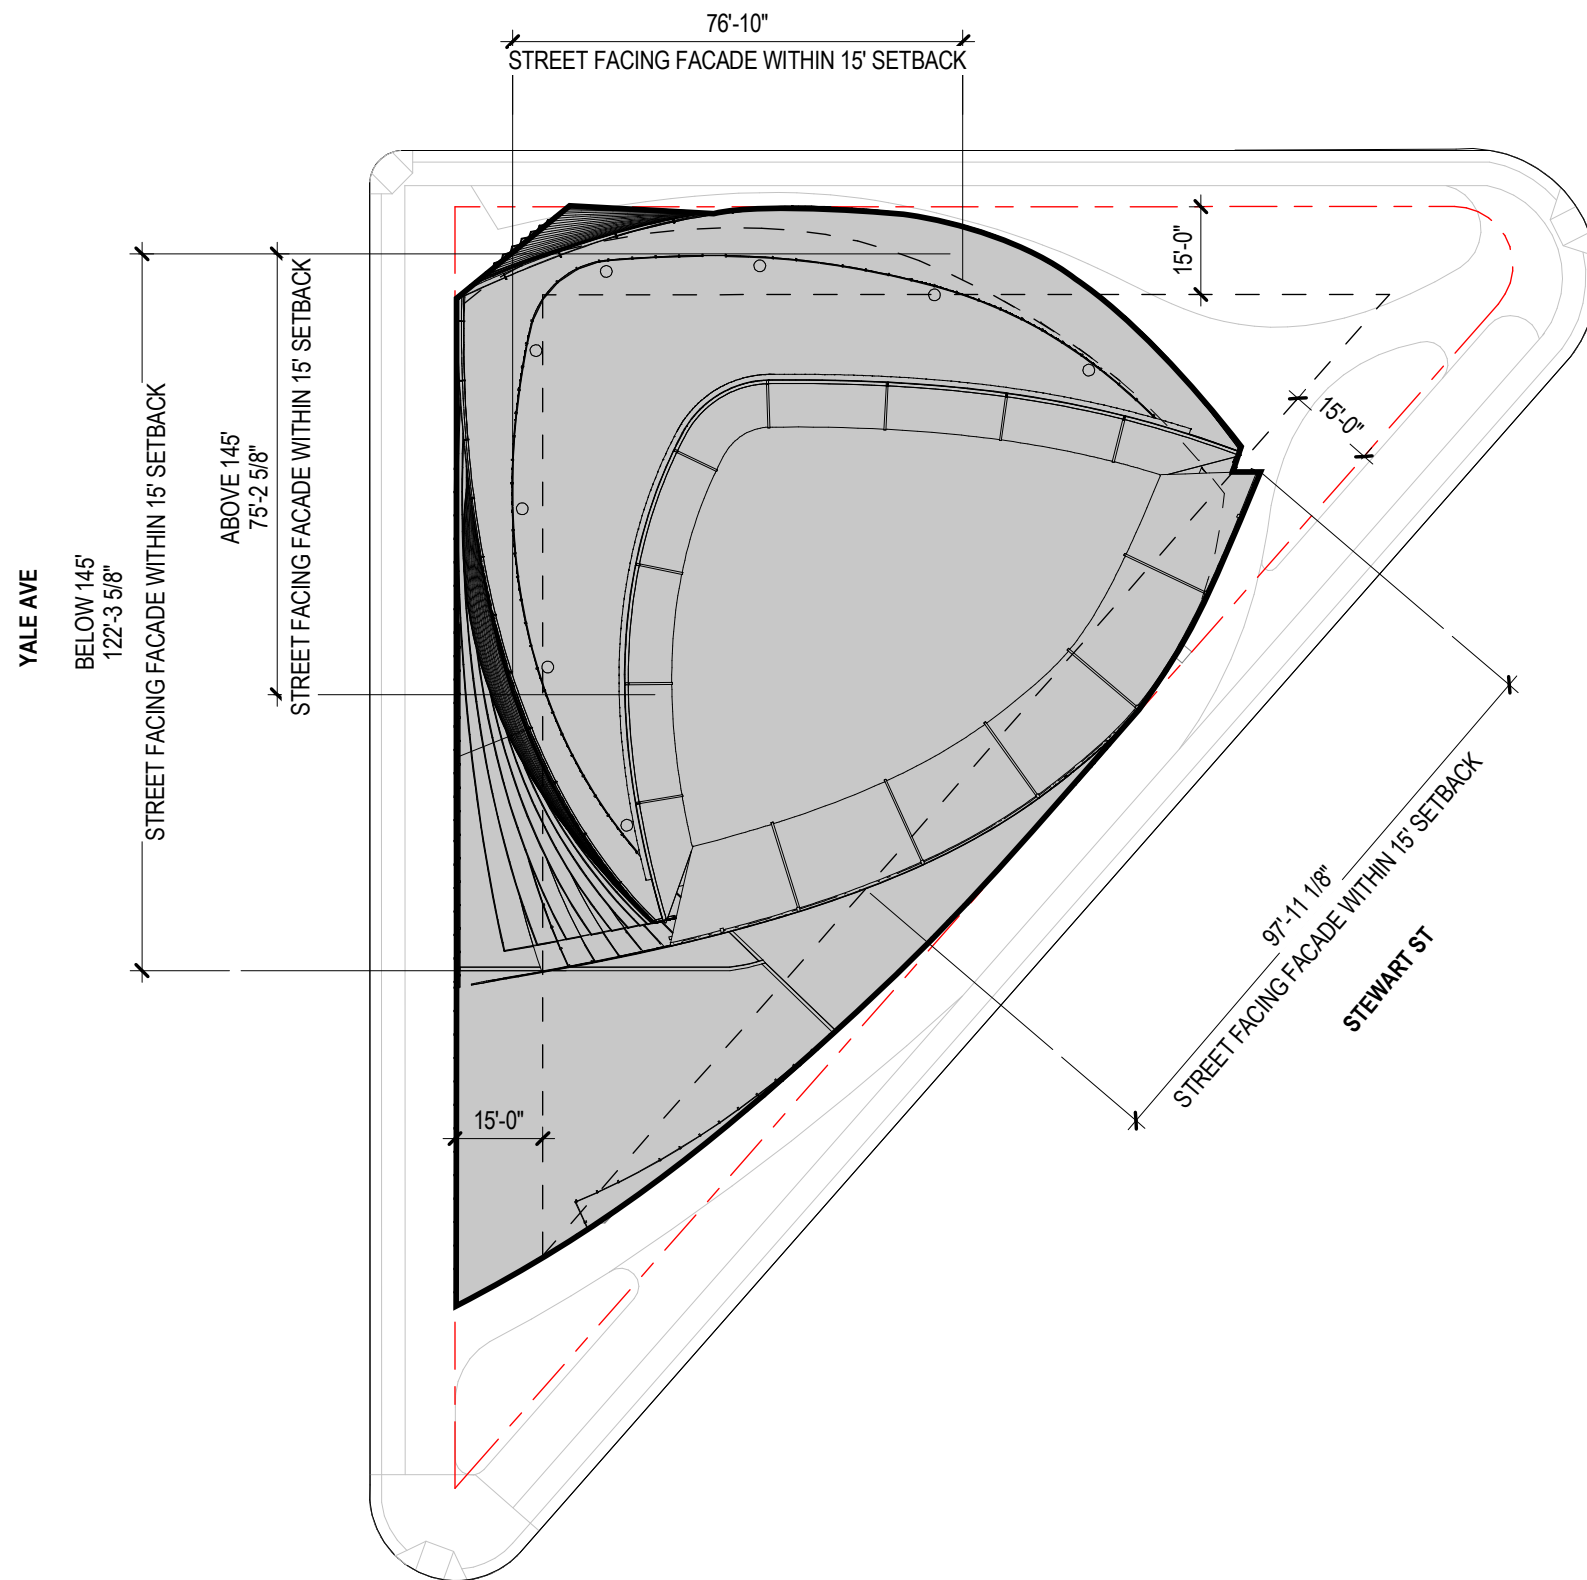 76'-10"
STREET FACING FACADE WITHIN 15' SETBACK
15'-0"
15'-0"
YALE AVE
BELOW 145'
122'-3 5/8"
STREET FACING FACADE WITHIN 15' SETBACK
ABOVE 145'
75'-2 5/8"
STREET FACING FACADE WITHIN 15' SETBACK
97'-11 1/8"
STREET FACING FACADE WITHIN 15' SETBACK
STEWART ST
15'-0"